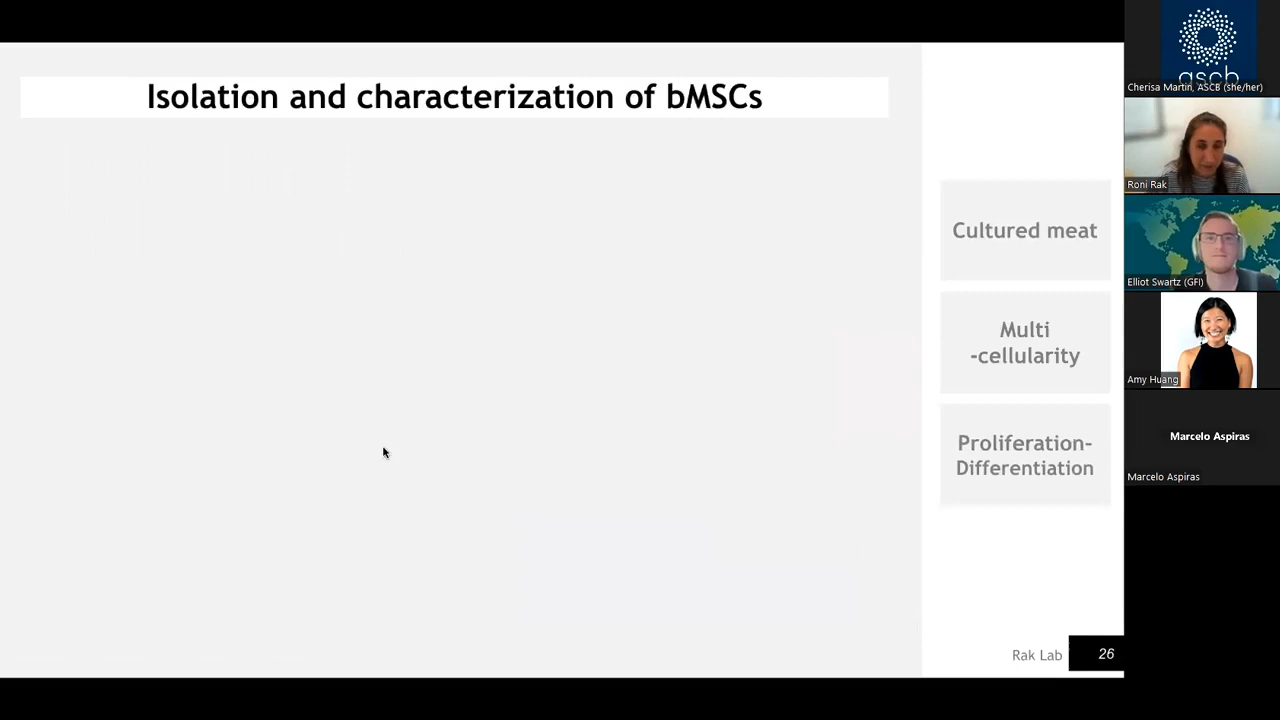 Isolation and characterization of bMSCs
Cultured meat
Multi
-cellularity
Proliferation-
Differentiation
Rak Lab
26
ascb
Cherisa Martin, ASCB (she/her)
Roni Rak
Elliot Swartz (GFI)
Amy Huang
Marcelo Aspiras
Marcelo Aspiras